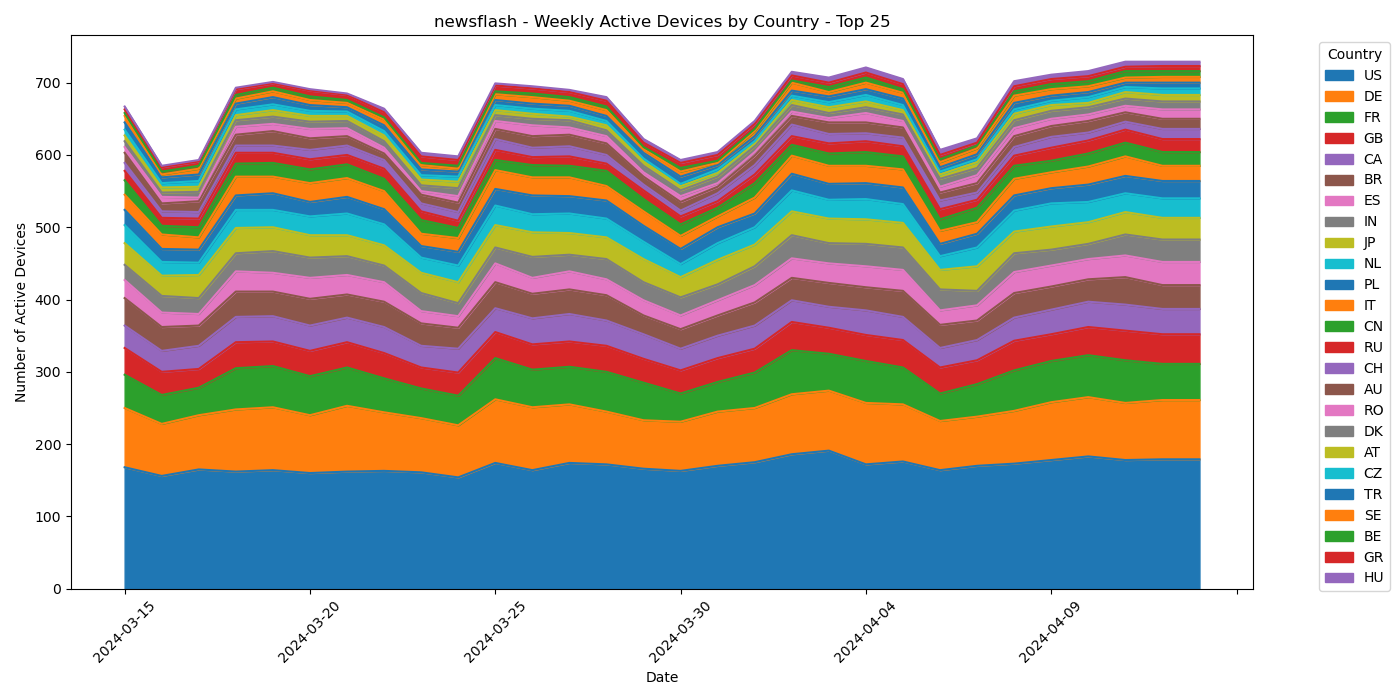 newsflash - Weekly Active Devices by Country - Top 25
Number of Active Devices
700
600
500
400
300
200
100
0
2024-03-15
2024-03-20
2024-03-25
2024-03-30
2024-04-04
2024-04-09
Date
Country
US
DE
FR
GB
CA
BR
ES
IN
JP
NL
PL
IT
CN
RU
CH
AU
RO
DK
AT
CZ
TR
SE
BE
GR
HU